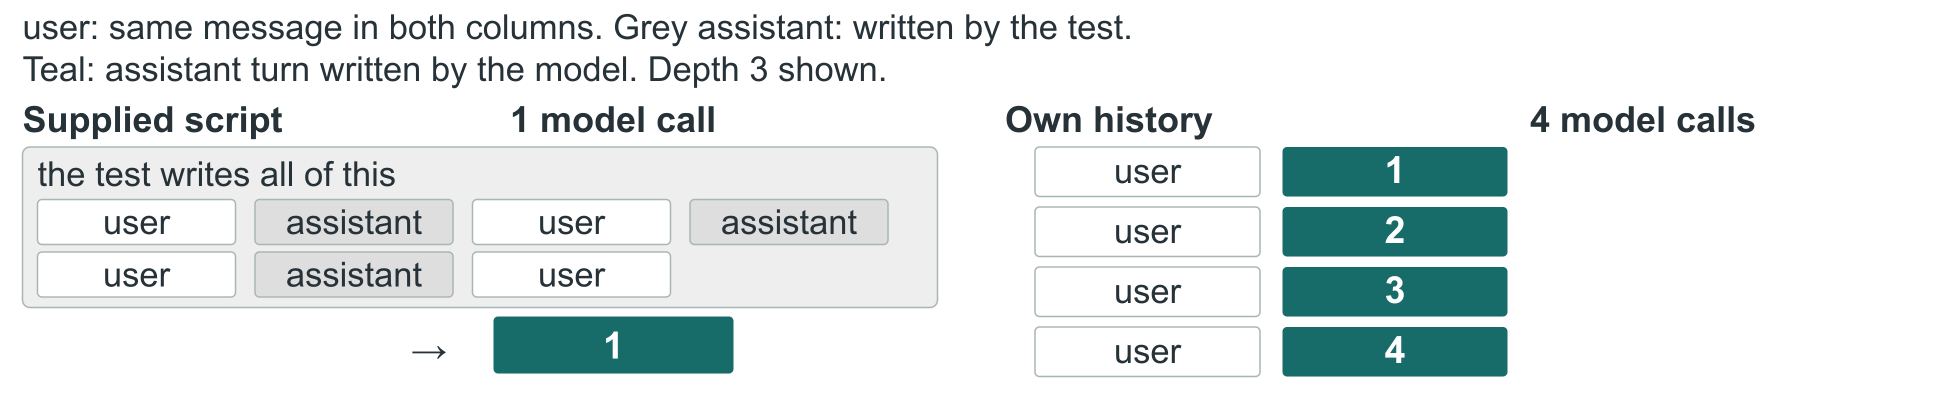 user: same message in both columns. Grey assistant: written by the test.
Teal: assistant turn written by the model. Depth 3 shown.
Supplied script 1 model call
the test writes all of this
user assistant user assistant
user assistant user
→ 1
Own history 4 model calls
user 1
user 2
user 3
user 4